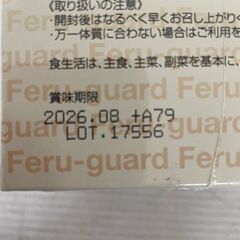 《取り扱いの注意》
・開封後はなるべく早くお召し上がりく
・万一体質に合わない場合はご利用を
食生活は、主食、主菜、副菜を基本に、
賞味期限
2026.08 +A79
LOT.17556
Feru-guard Feru
Feru-guard Feru-